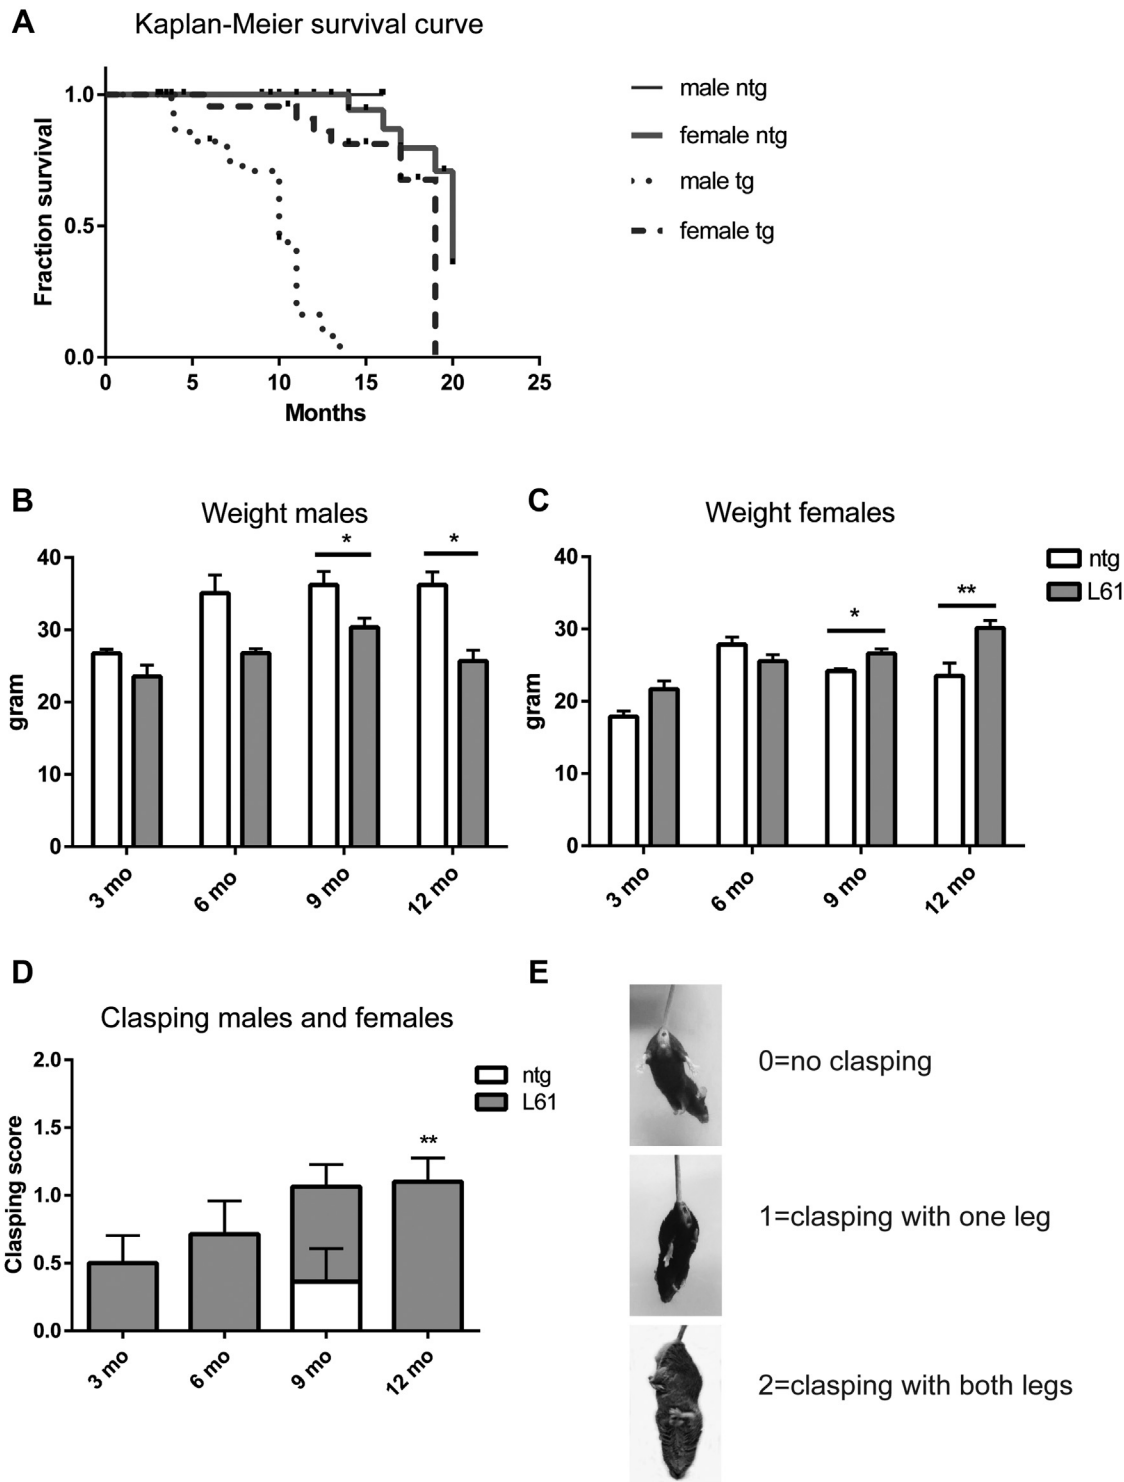 A
Kaplan-Meier survival curve
Fraction survival
1.0
0.5
0.0
0 5 10 15 20 25
Months
male ntg
female ntg
male tg
female tg
B
Weight males
gram
40
30
20
10
0
* *
3 mo 6 mo 9 mo 12 mo
C
Weight females
gram
40
30
20
10
0
* **
3 mo 6 mo 9 mo 12 mo
ntg
L61
D
Clasping males and females
Clasping score
2.0
1.5
1.0
0.5
0.0
**
3 mo 6 mo 9 mo 12 mo
ntg
L61
E
0=no clasping
1=clasping with one leg
2=clasping with both legs